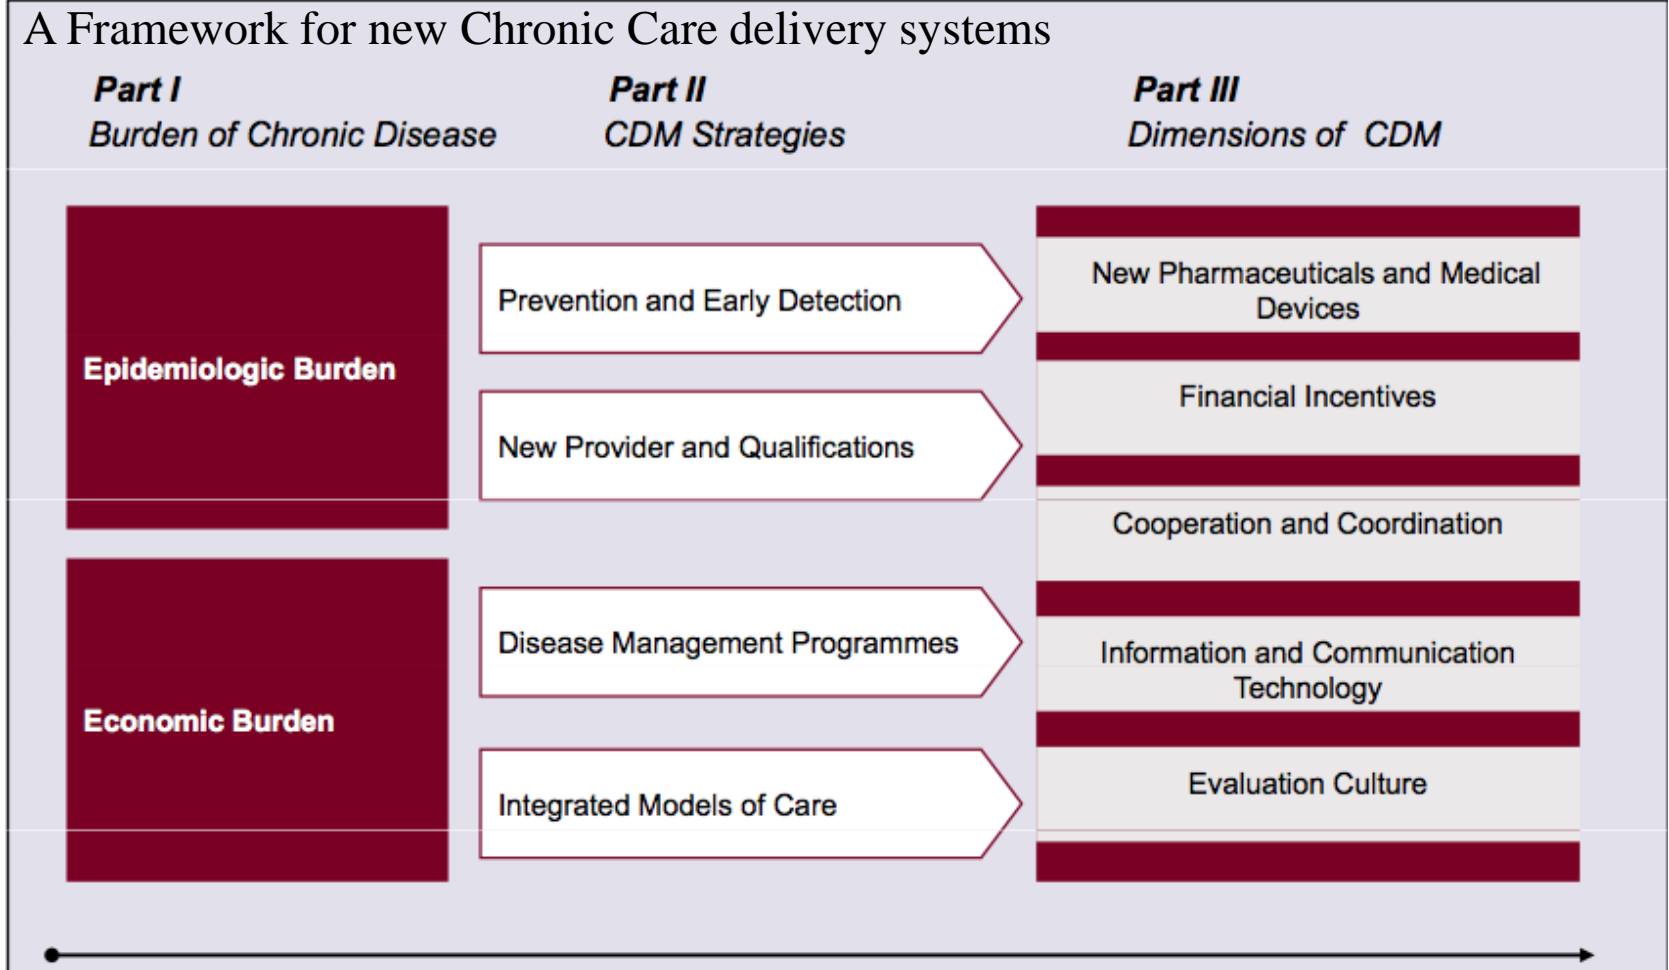 A Framework for new Chronic Care delivery systems
Part I
Burden of Chronic Disease
Part II
CDM Strategies
Part III
Dimensions of CDM
Epidemiologic Burden
Economic Burden
Prevention and Early Detection
New Provider and Qualifications
Disease Management Programmes
Integrated Models of Care
New Pharmaceuticals and Medical
Devices
Financial Incentives
Cooperation and Coordination
Information and Communication
Technology
Evaluation Culture